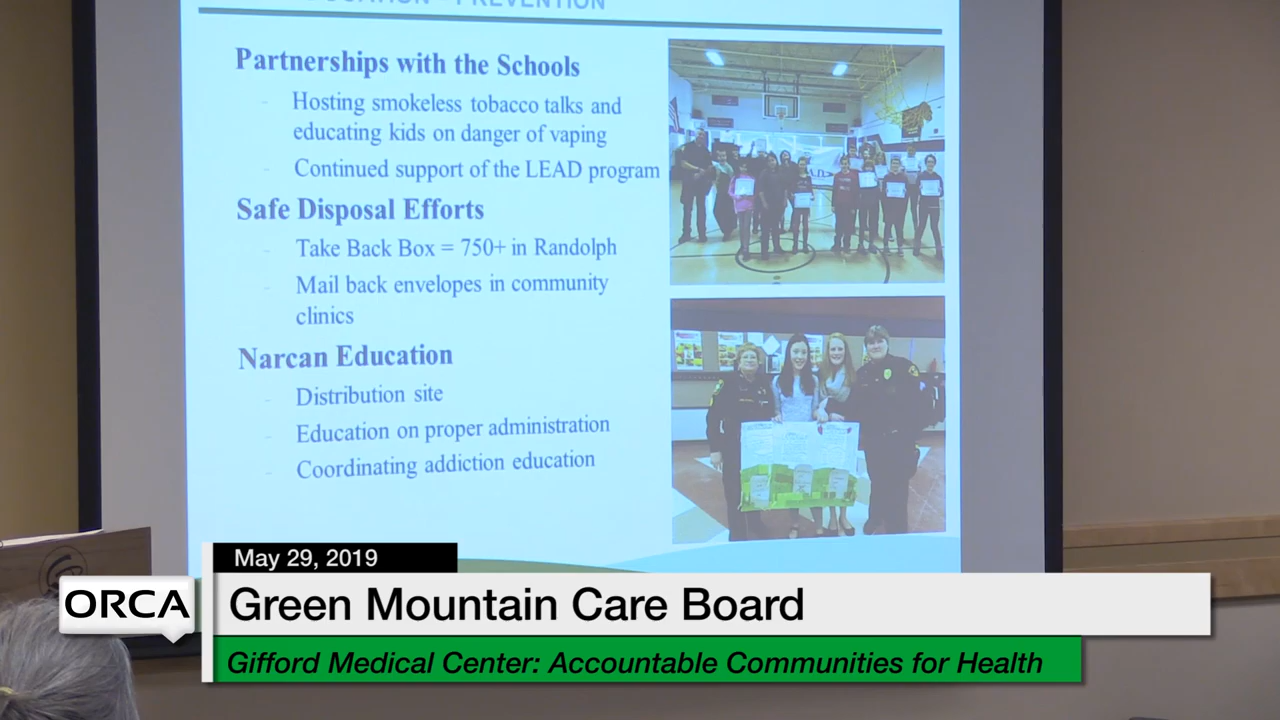 Partnerships with the Schools
- Hosting smokeless tobacco talks and
educating kids on danger of vaping
- Continued support of the LEAD program
Safe Disposal Efforts
- Take Back Box = 750+ in Randolph
- Mail back envelopes in community
clinics
Narcan Education
- Distribution site
- Education on proper administration
- Coordinating addiction education
May 29, 2019
ORCA
Green Mountain Care Board
Gifford Medical Center: Accountable Communities for Health